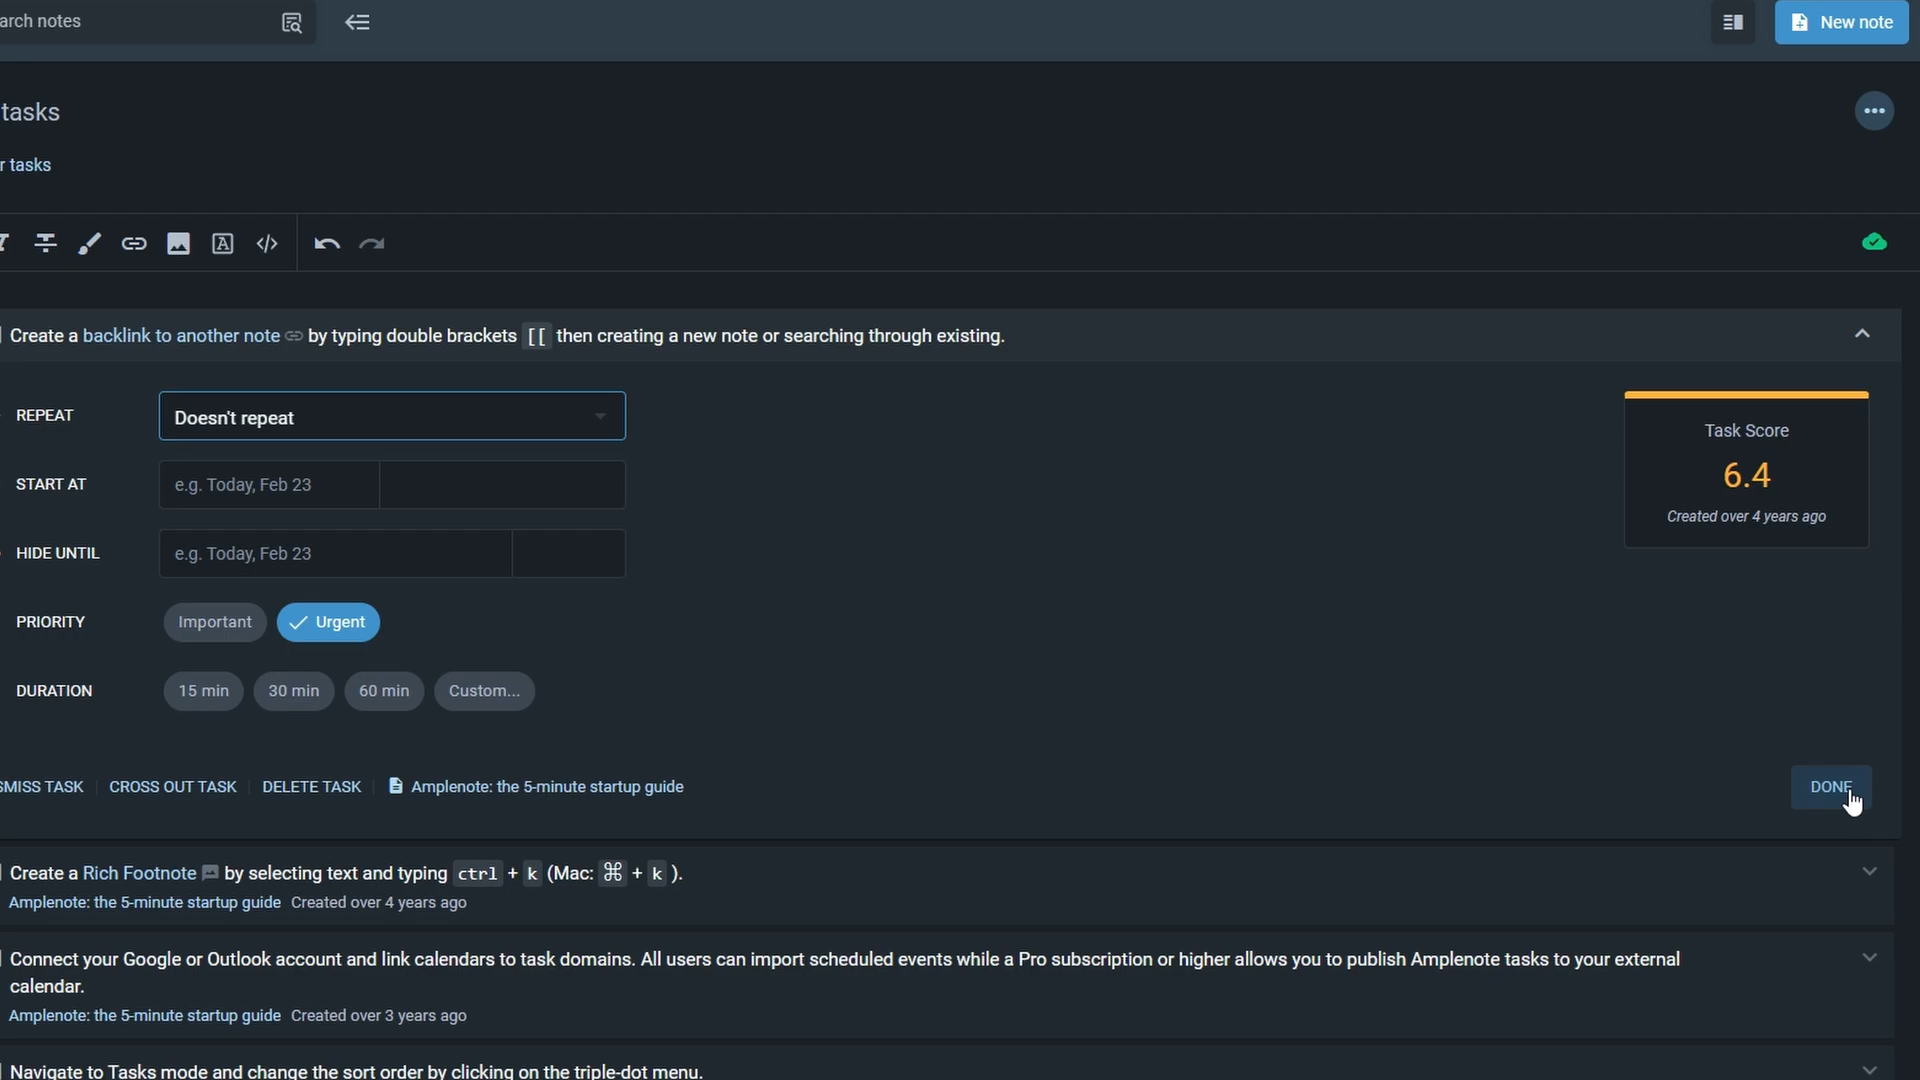 arch notes
New note
tasks
r tasks
Create a backlink to another note by typing double brackets [[ then creating a new note or searching through existing.
REPEAT Doesn't repeat
Task Score
6.4
Created over 4 years ago
START AT e.g. Today, Feb 23
HIDE UNTIL e.g. Today, Feb 23
PRIORITY Important Urgent
DURATION 15 min 30 min 60 min Custom...
SMISS TASK CROSS OUT TASK DELETE TASK Amplenote: the 5-minute startup guide DONE
Create a Rich Footnote by selecting text and typing ctrl + k (Mac: ⌘ + k ).
Amplenote: the 5-minute startup guide Created over 4 years ago
Connect your Google or Outlook account and link calendars to task domains. All users can import scheduled events while a Pro subscription or higher allows you to publish Amplenote tasks to your external
calendar.
Amplenote: the 5-minute startup guide Created over 3 years ago
Navigate to Tasks mode and change the sort order by clicking on the triple-dot menu.